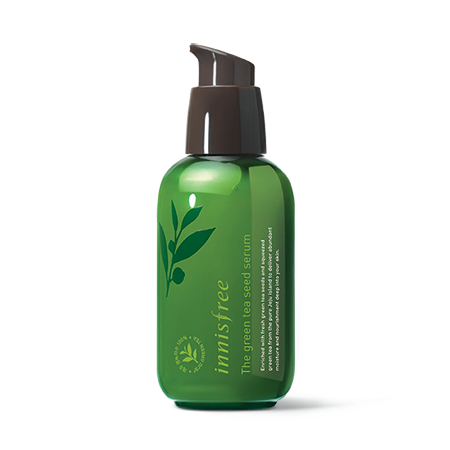 innisfree
The green tea seed serum
Enriched with fresh green tea seeds and squeezed
green tea from the pure Jeju Island to deliver abundant
moisture and nourishment deep into your skin.